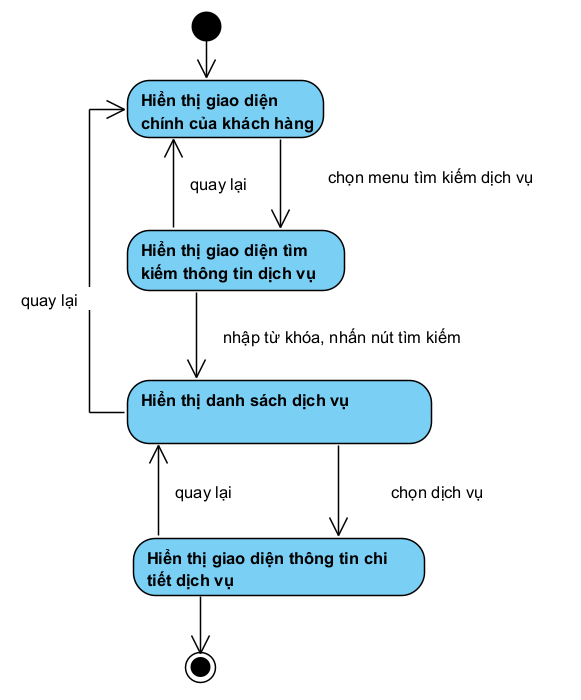 Hiển thị giao diện
chính của khách hàng
quay lại
chọn menu tìm kiếm dịch vụ
Hiển thị giao diện tìm
kiếm thông tin dịch vụ
quay lại
nhập từ khóa, nhấn nút tìm kiếm
Hiển thị danh sách dịch vụ
quay lại
chọn dịch vụ
Hiển thị giao diện thông tin chi
tiết dịch vụ